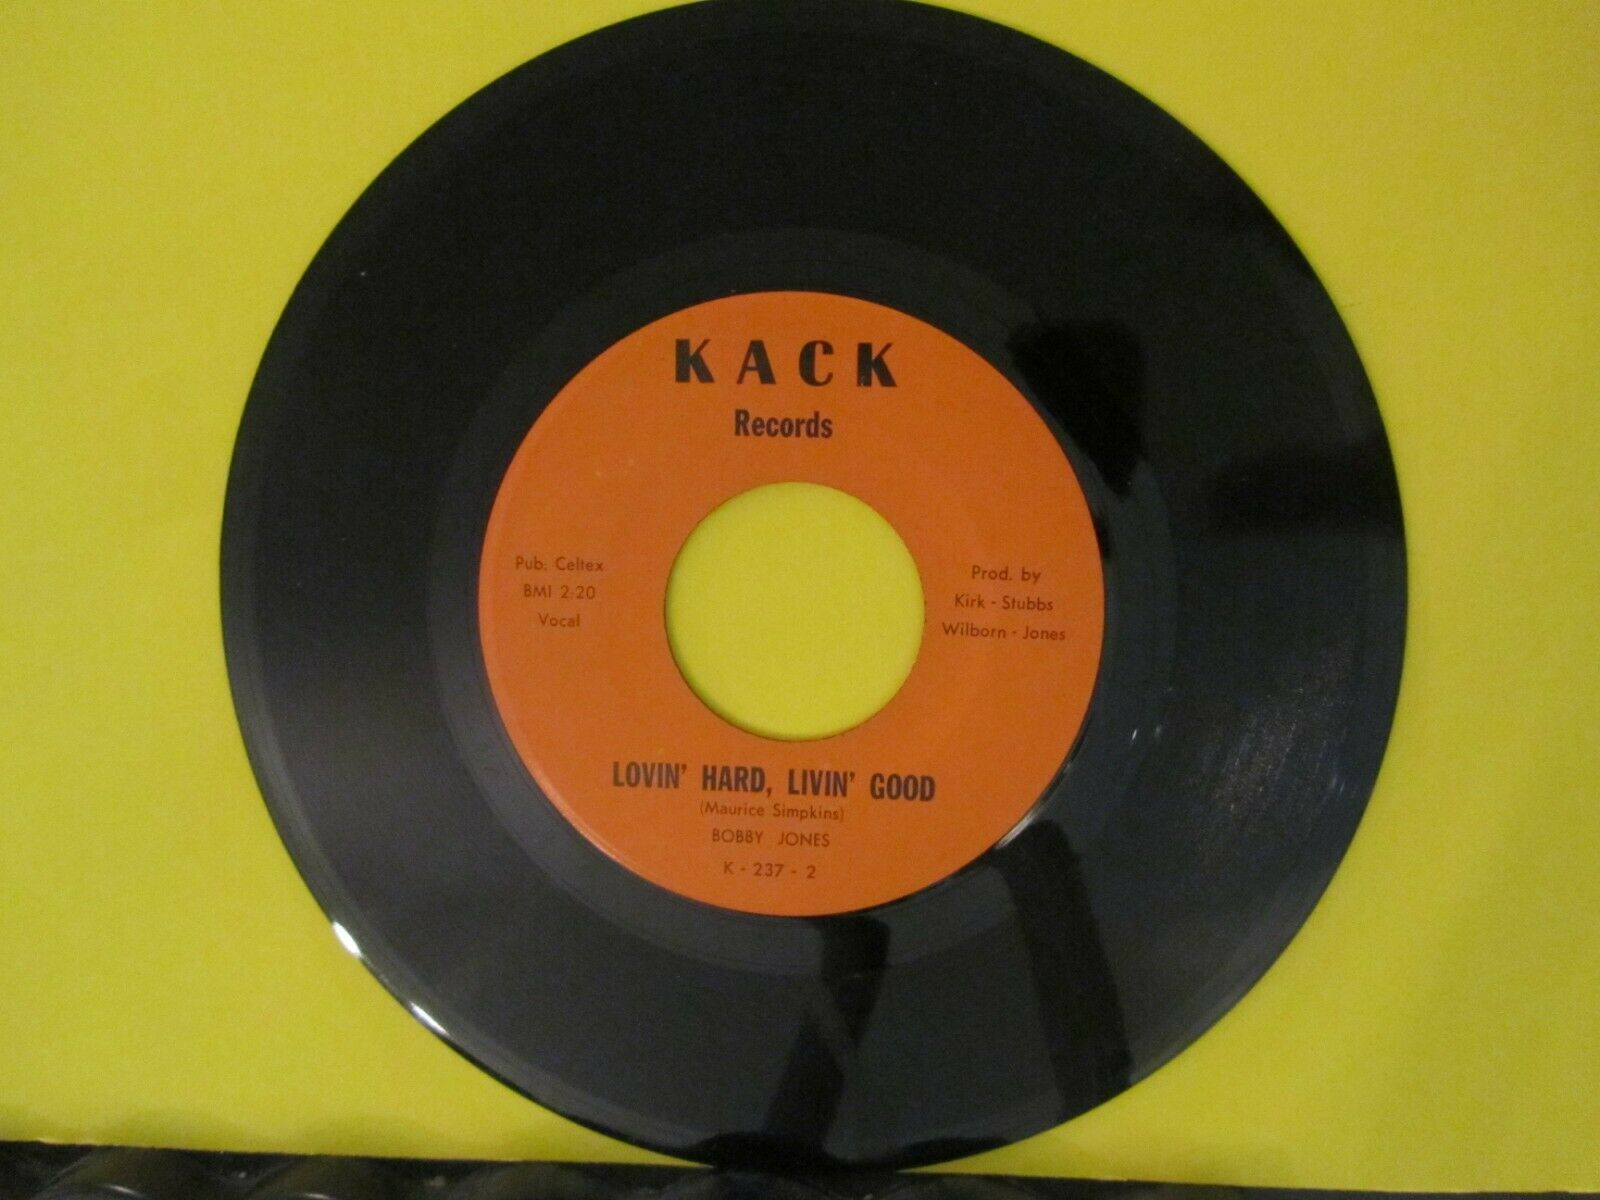 KACK
Records
Pub. Celtex
BMI 2:20
Vocal
Prod. by
Kirk - Stubbs
Wilborn - Jones
LOVIN' HARD, LIVIN' GOOD
(Maurice Simpkins)
BOBBY JONES
K - 237 - 2